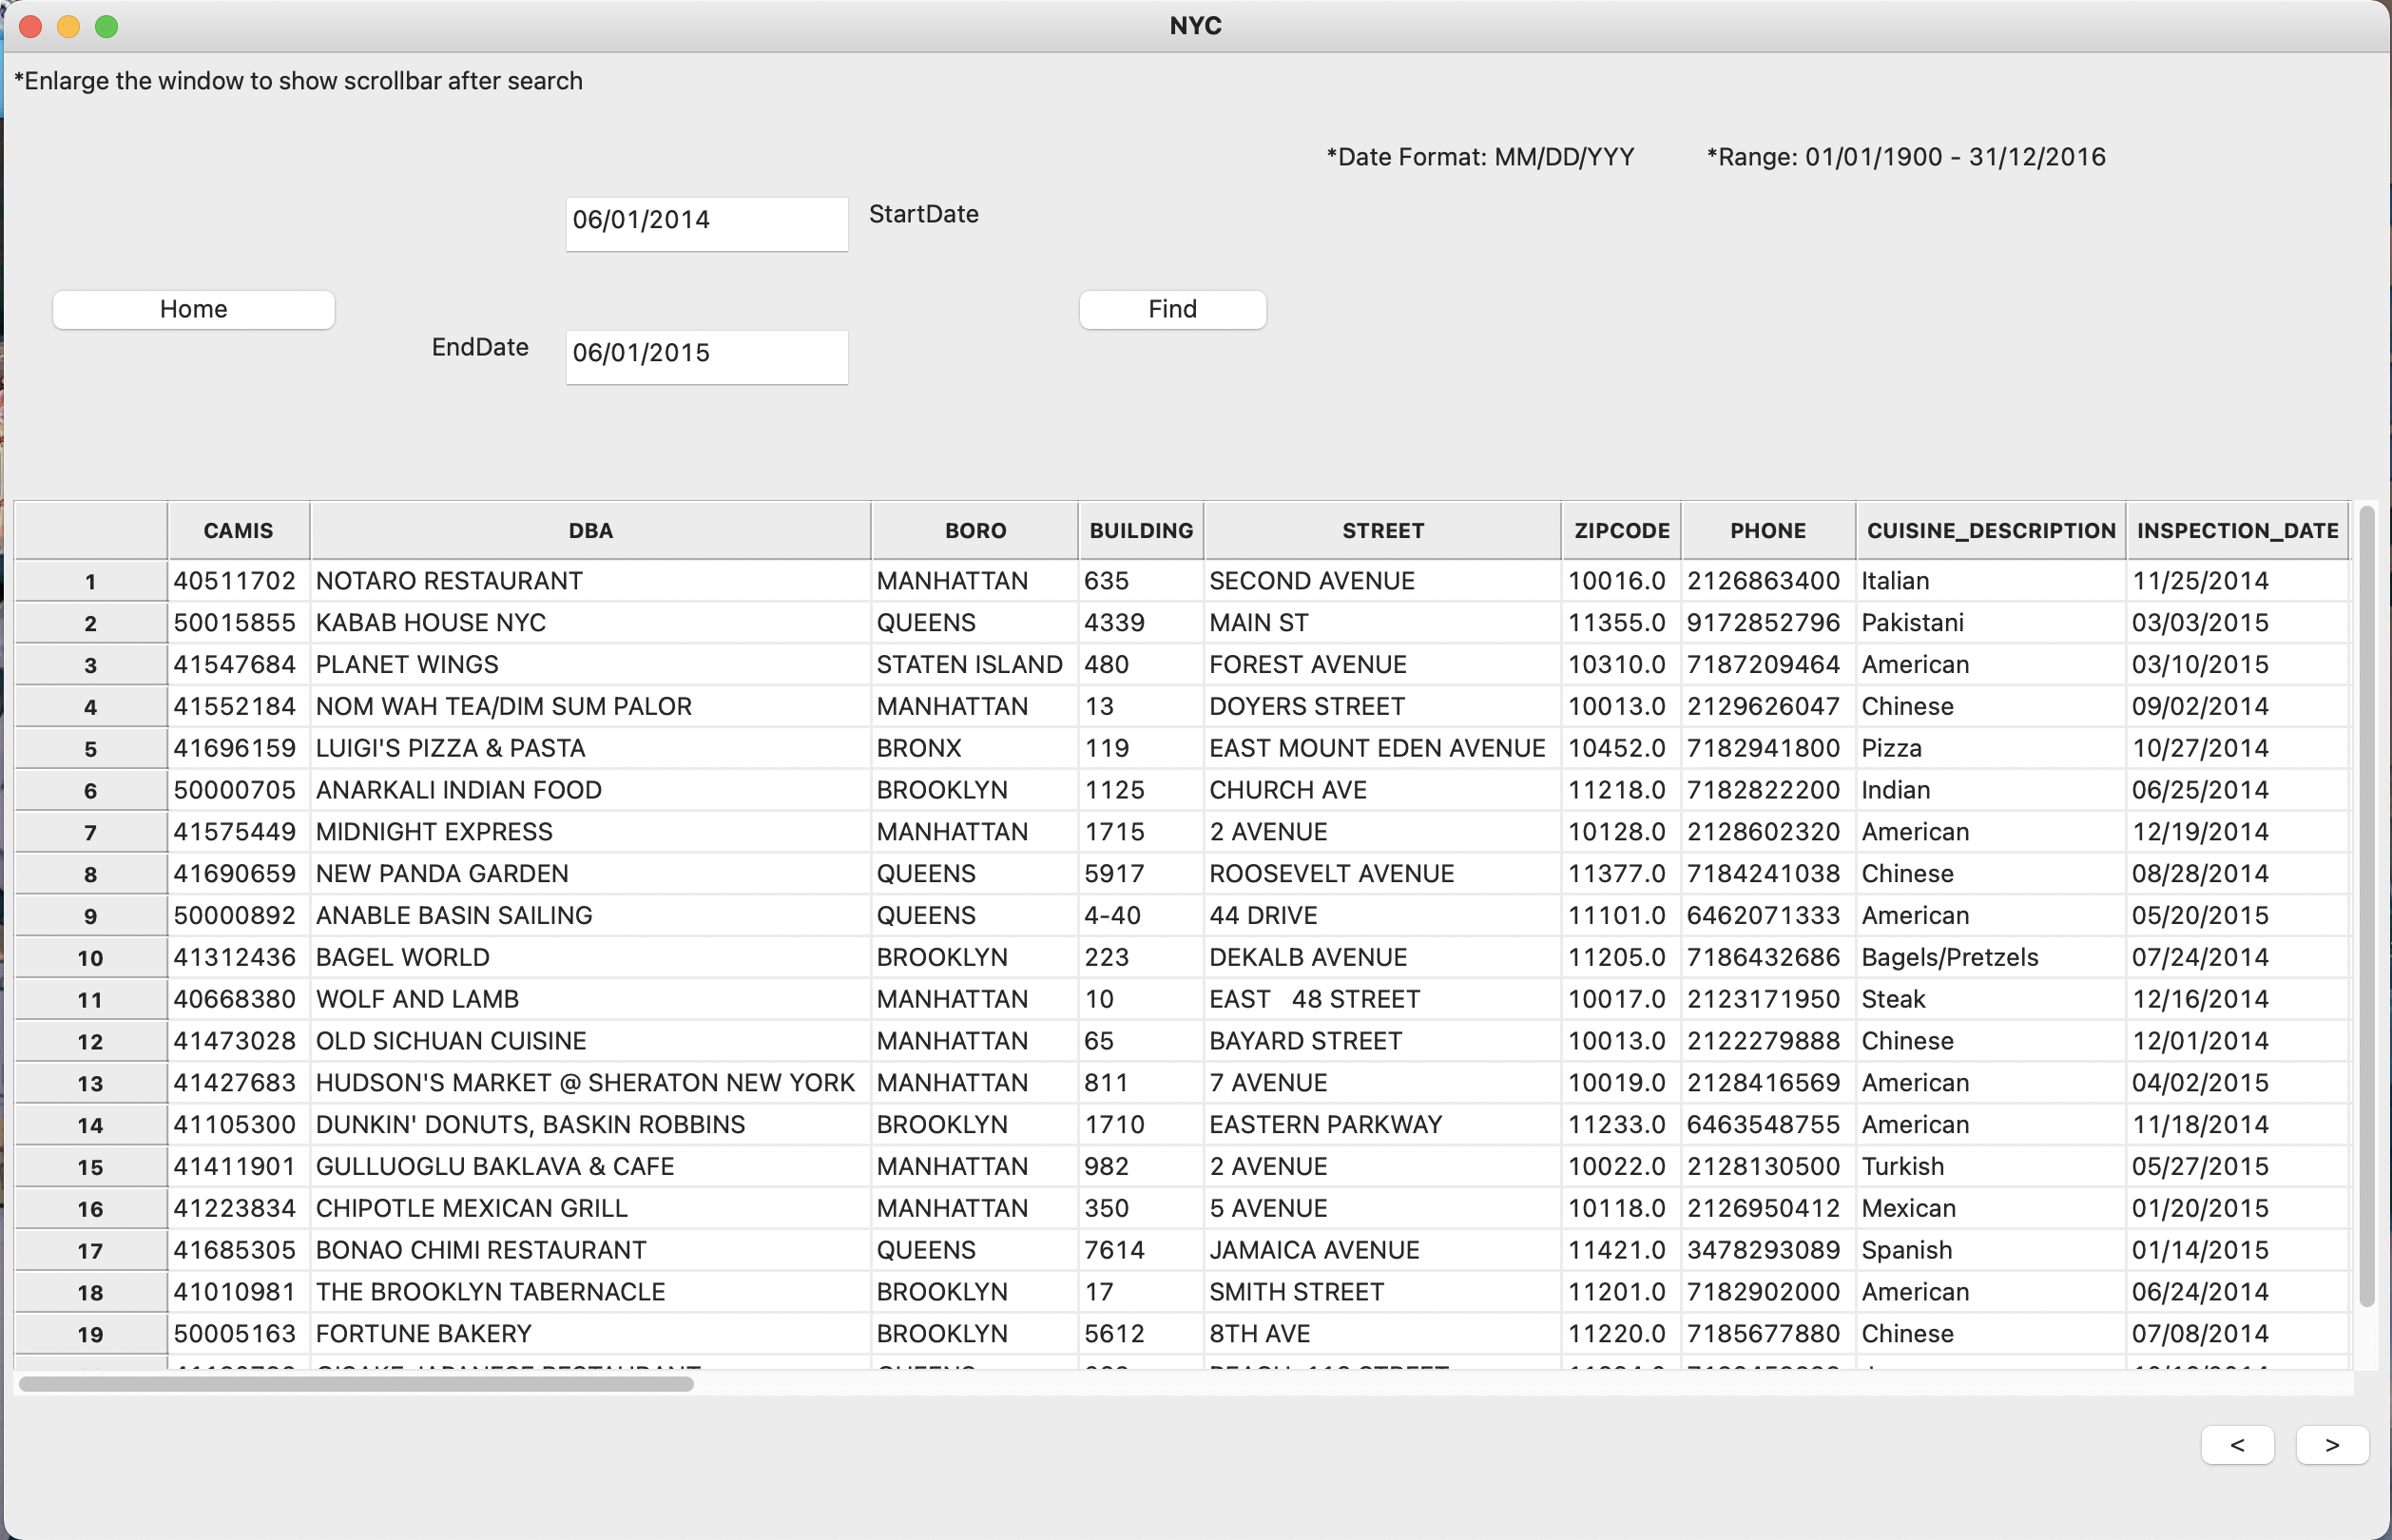 NYC
*Enlarge the window to show scrollbar after search
*Date Format: MM/DD/YYY *Range: 01/01/1900 - 31/12/2016
06/01/2014 StartDate
Home Find
EndDate 06/01/2015
CAMIS DBA BORO BUILDING STREET ZIPCODE PHONE CUISINE_DESCRIPTION INSPECTION_DATE
1 40511702 NOTARO RESTAURANT MANHATTAN 635 SECOND AVENUE 10016.0 2126863400 Italian 11/25/2014
2 50015855 KABAB HOUSE NYC QUEENS 4339 MAIN ST 11355.0 9172852796 Pakistani 03/03/2015
3 41547684 PLANET WINGS STATEN ISLAND 480 FOREST AVENUE 10310.0 7187209464 American 03/10/2015
4 41552184 NOM WAH TEA/DIM SUM PALOR MANHATTAN 13 DOYERS STREET 10013.0 2129626047 Chinese 09/02/2014
5 41696159 LUIGI'S PIZZA & PASTA BRONX 119 EAST MOUNT EDEN AVENUE 10452.0 7182941800 Pizza 10/27/2014
6 50000705 ANARKALI INDIAN FOOD BROOKLYN 1125 CHURCH AVE 11218.0 7182822200 Indian 06/25/2014
7 41575449 MIDNIGHT EXPRESS MANHATTAN 1715 2 AVENUE 10128.0 2128602320 American 12/19/2014
8 41690659 NEW PANDA GARDEN QUEENS 5917 ROOSEVELT AVENUE 11377.0 7184241038 Chinese 08/28/2014
9 50000892 ANABLE BASIN SAILING QUEENS 4-40 44 DRIVE 11101.0 6462071333 American 05/20/2015
10 41312436 BAGEL WORLD BROOKLYN 223 DEKALB AVENUE 11205.0 7186432686 Bagels/Pretzels 07/24/2014
11 40668380 WOLF AND LAMB MANHATTAN 10 EAST 48 STREET 10017.0 2123171950 Steak 12/16/2014
12 41473028 OLD SICHUAN CUISINE MANHATTAN 65 BAYARD STREET 10013.0 2122279888 Chinese 12/01/2014
13 41427683 HUDSON'S MARKET @ SHERATON NEW YORK MANHATTAN 811 7 AVENUE 10019.0 2128416569 American 04/02/2015
14 41105300 DUNKIN' DONUTS, BASKIN ROBBINS BROOKLYN 1710 EASTERN PARKWAY 11233.0 6463548755 American 11/18/2014
15 41411901 GULLUOGLU BAKLAVA & CAFE MANHATTAN 982 2 AVENUE 10022.0 2128130500 Turkish 05/27/2015
16 41223834 CHIPOTLE MEXICAN GRILL MANHATTAN 350 5 AVENUE 10118.0 2126950412 Mexican 01/20/2015
17 41685305 BONAO CHIMI RESTAURANT QUEENS 7614 JAMAICA AVENUE 11421.0 3478293089 Spanish 01/14/2015
18 41010981 THE BROOKLYN TABERNACLE BROOKLYN 17 SMITH STREET 11201.0 7182902000 American 06/24/2014
19 50005163 FORTUNE BAKERY BROOKLYN 5612 8TH AVE 11220.0 7185677880 Chinese 07/08/2014
< >